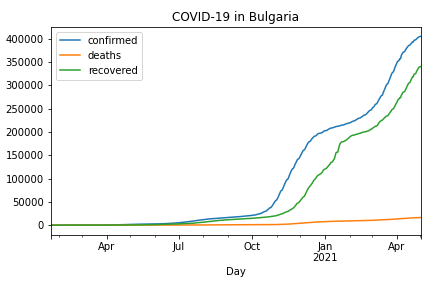 COVID-19 in Bulgaria
confirmed
deaths
recovered
400000
350000
300000
250000
200000
150000
100000
50000
0
Apr Jul Oct Jan Apr
2021
Day